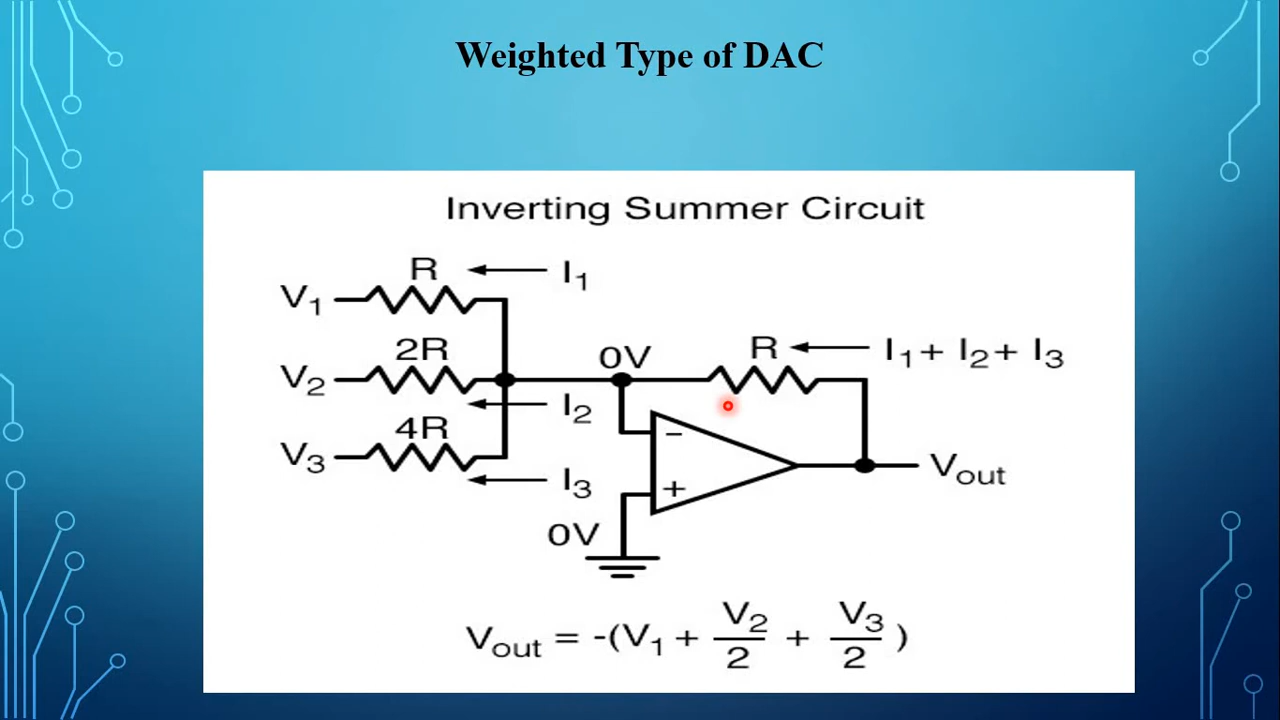 Weighted Type of DAC
Inverting Summer Circuit
R
I₁
V₁
2R
0V
R
I₁ + I₂ + I₃
V₂
I₂
4R
V₃
−
+
I₃
Vout
0V
Vout = -(V₁ + V₂/2 + V₃/2 )